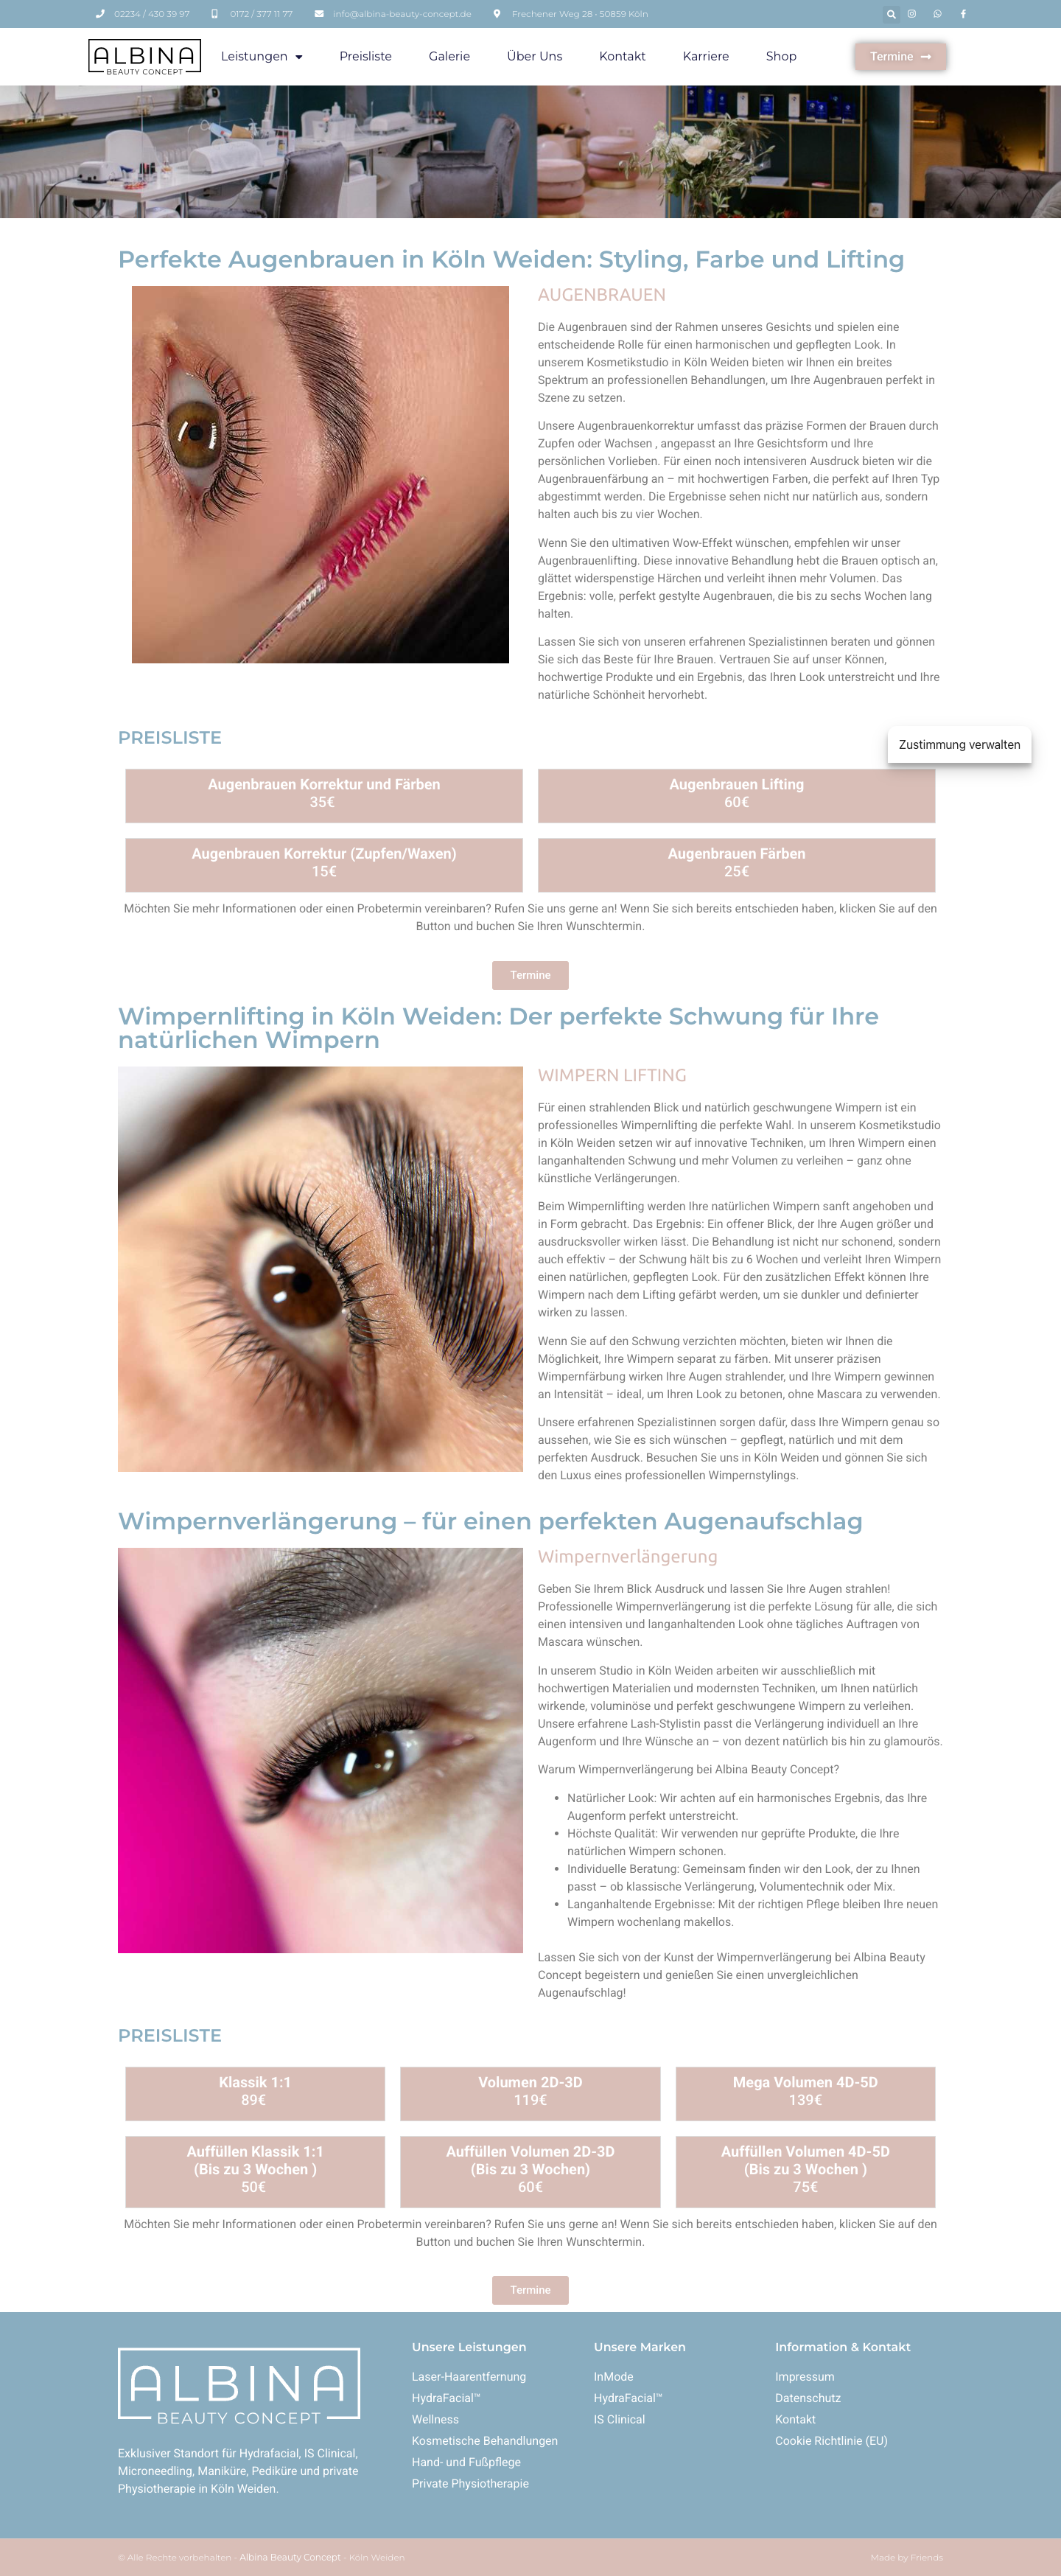 02234 / 430 39 97
0172 / 377 11 77
info@albina-beauty-concept.de
Frechener Weg 28 - 50859 Köln
ALBINA
BEAUTY CONCEPT
Leistungen
Preisliste
Galerie
Über Uns
Kontakt
Karriere
Shop
Termine
Perfekte Augenbrauen in Köln Weiden: Styling, Farbe und Lifting
AUGENBRAUEN
Die Augenbrauen sind der Rahmen unseres Gesichts und spielen eine
entscheidende Rolle für einen harmonischen und gepflegten Look. In
unserem Kosmetikstudio in Köln Weiden bieten wir Ihnen ein breites
Spektrum an professionellen Behandlungen, um Ihre Augenbrauen perfekt in
Szene zu setzen.
Unsere Augenbrauenkorrektur umfasst das präzise Formen der Brauen durch
Zupfen oder Wachsen , angepasst an Ihre Gesichtsform und Ihre
persönlichen Vorlieben. Für einen noch intensiveren Ausdruck bieten wir die
Augenbrauenfärbung an – mit hochwertigen Farben, die perfekt auf Ihren Typ
abgestimmt werden. Die Ergebnisse sehen nicht nur natürlich aus, sondern
halten auch bis zu vier Wochen.
Wenn Sie den ultimativen Wow-Effekt wünschen, empfehlen wir unser
Augenbrauenlifting. Diese innovative Behandlung hebt die Brauen optisch an,
glättet widerspenstige Härchen und verleiht ihnen mehr Volumen. Das
Ergebnis: volle, perfekt gestylte Augenbrauen, die bis zu sechs Wochen lang
halten.
Lassen Sie sich von unseren erfahrenen Spezialistinnen beraten und gönnen
Sie sich das Beste für Ihre Brauen. Vertrauen Sie auf unser Können,
hochwertige Produkte und ein Ergebnis, das Ihren Look unterstreicht und Ihre
natürliche Schönheit hervorhebt.
PREISLISTE
Zustimmung verwalten
Augenbrauen Korrektur und Färben
35€
Augenbrauen Lifting
60€
Augenbrauen Korrektur (Zupfen/Waxen)
15€
Augenbrauen Färben
25€
Möchten Sie mehr Informationen oder einen Probetermin vereinbaren? Rufen Sie uns gerne an! Wenn Sie sich bereits entschieden haben, klicken Sie auf den
Button und buchen Sie Ihren Wunschtermin.
Termine
Wimpernlifting in Köln Weiden: Der perfekte Schwung für Ihre
natürlichen Wimpern
WIMPERN LIFTING
Für einen strahlenden Blick und natürlich geschwungene Wimpern ist ein
professionelles Wimpernlifting die perfekte Wahl. In unserem Kosmetikstudio
in Köln Weiden setzen wir auf innovative Techniken, um Ihren Wimpern einen
langanhaltenden Schwung und mehr Volumen zu verleihen – ganz ohne
künstliche Verlängerungen.
Beim Wimpernlifting werden Ihre natürlichen Wimpern sanft angehoben und
in Form gebracht. Das Ergebnis: Ein offener Blick, der Ihre Augen größer und
ausdrucksvoller wirken lässt. Die Behandlung ist nicht nur schonend, sondern
auch effektiv – der Schwung hält bis zu 6 Wochen und verleiht Ihren Wimpern
einen natürlichen, gepflegten Look. Für den zusätzlichen Effekt können Ihre
Wimpern nach dem Lifting gefärbt werden, um sie dunkler und definierter
wirken zu lassen.
Wenn Sie auf den Schwung verzichten möchten, bieten wir Ihnen die
Möglichkeit, Ihre Wimpern separat zu färben. Mit unserer präzisen
Wimpernfärbung wirken Ihre Augen strahlender, und Ihre Wimpern gewinnen
an Intensität – ideal, um Ihren Look zu betonen, ohne Mascara zu verwenden.
Unsere erfahrenen Spezialistinnen sorgen dafür, dass Ihre Wimpern genau so
aussehen, wie Sie es sich wünschen – gepflegt, natürlich und mit dem
perfekten Ausdruck. Besuchen Sie uns in Köln Weiden und gönnen Sie sich
den Luxus eines professionellen Wimpernstylings.
Wimpernverlängerung – für einen perfekten Augenaufschlag
Wimpernverlängerung
Geben Sie Ihrem Blick Ausdruck und lassen Sie Ihre Augen strahlen!
Professionelle Wimpernverlängerung ist die perfekte Lösung für alle, die sich
einen intensiven und langanhaltenden Look ohne tägliches Auftragen von
Mascara wünschen.
In unserem Studio in Köln Weiden arbeiten wir ausschließlich mit
hochwertigen Materialien und modernsten Techniken, um Ihnen natürlich
wirkende, voluminöse und perfekt geschwungene Wimpern zu verleihen.
Unsere erfahrene Lash-Stylistin passt die Verlängerung individuell an Ihre
Augenform und Ihre Wünsche an – von dezent natürlich bis hin zu glamourös.
Warum Wimpernverlängerung bei Albina Beauty Concept?
• Natürlicher Look: Wir achten auf ein harmonisches Ergebnis, das Ihre
Augenform perfekt unterstreicht.
• Höchste Qualität: Wir verwenden nur geprüfte Produkte, die Ihre
natürlichen Wimpern schonen.
• Individuelle Beratung: Gemeinsam finden wir den Look, der zu Ihnen
passt – ob klassische Verlängerung, Volumentechnik oder Mix.
• Langanhaltende Ergebnisse: Mit der richtigen Pflege bleiben Ihre neuen
Wimpern wochenlang makellos.
Lassen Sie sich von der Kunst der Wimpernverlängerung bei Albina Beauty
Concept begeistern und genießen Sie einen unvergleichlichen
Augenaufschlag!
PREISLISTE
Klassik 1:1
89€
Volumen 2D-3D
119€
Mega Volumen 4D-5D
139€
Auffüllen Klassik 1:1
(Bis zu 3 Wochen )
50€
Auffüllen Volumen 2D-3D
(Bis zu 3 Wochen)
60€
Auffüllen Volumen 4D-5D
(Bis zu 3 Wochen )
75€
Möchten Sie mehr Informationen oder einen Probetermin vereinbaren? Rufen Sie uns gerne an! Wenn Sie sich bereits entschieden haben, klicken Sie auf den
Button und buchen Sie Ihren Wunschtermin.
Termine
ALBINA
BEAUTY CONCEPT
Exklusiver Standort für Hydrafacial, IS Clinical,
Microneedling, Maniküre, Pediküre und private
Physiotherapie in Köln Weiden.
Unsere Leistungen
Laser-Haarentfernung
HydraFacial™
Wellness
Kosmetische Behandlungen
Hand- und Fußpflege
Private Physiotherapie
Unsere Marken
InMode
HydraFacial™
IS Clinical
Information & Kontakt
Impressum
Datenschutz
Kontakt
Cookie Richtlinie (EU)
© Alle Rechte vorbehalten - Albina Beauty Concept - Köln Weiden
Made by Friends